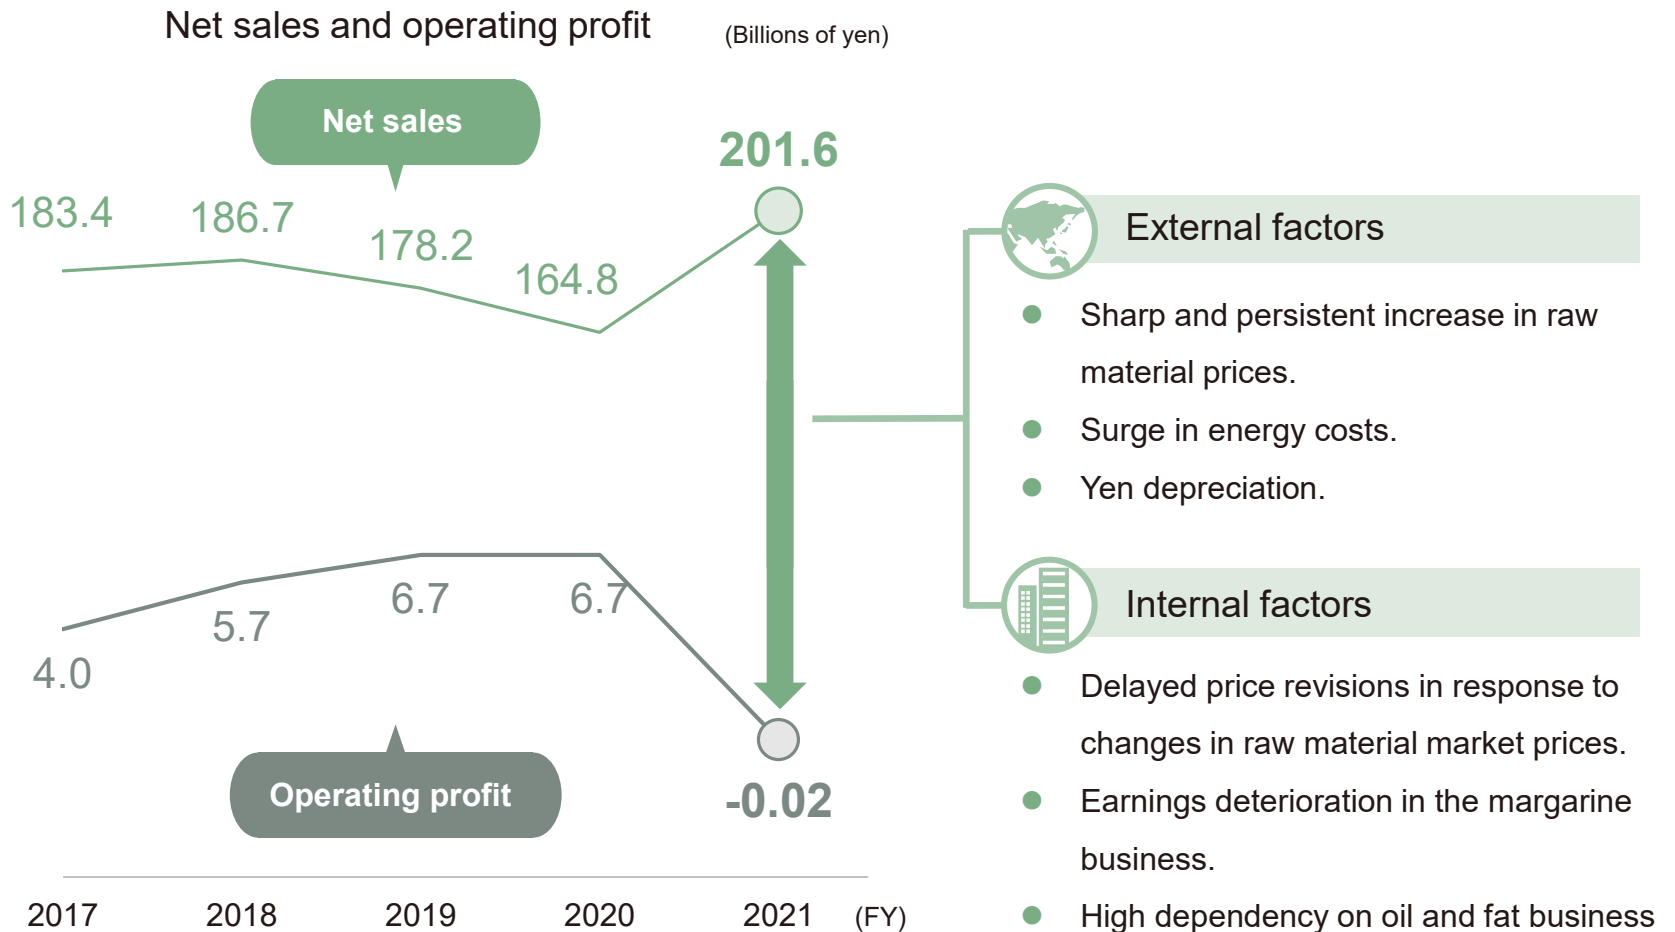 Net sales and operating profit
(Billions of yen)
Net sales
183.4
186.7
178.2
164.8
201.6
4.0
5.7
6.7
6.7
-0.02
Operating profit
2017
2018
2019
2020
2021
(FY)
External factors
Sharp and persistent increase in raw
material prices.
Surge in energy costs.
Yen depreciation.
Internal factors
Delayed price revisions in response to
changes in raw material market prices.
Earnings deterioration in the margarine
business.
High dependency on oil and fat business